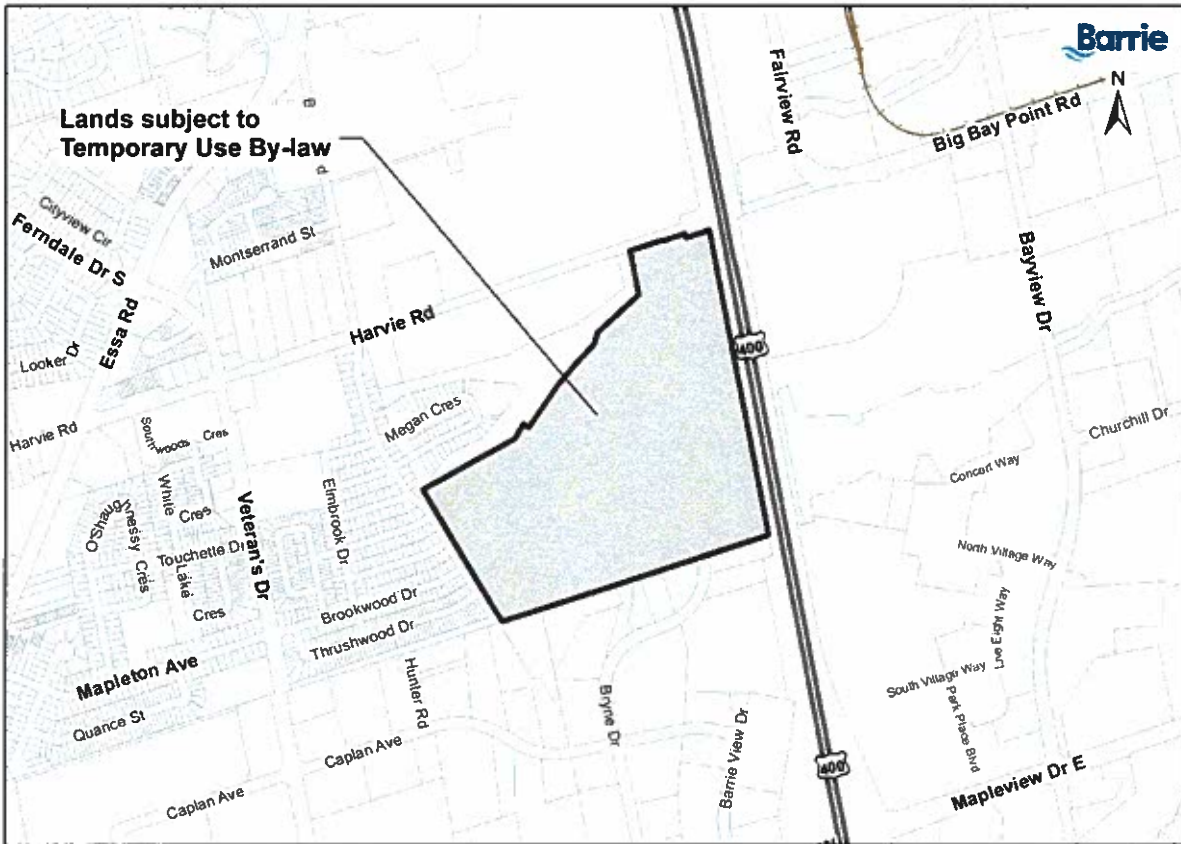 Barrie
N
Lands subject to
Temporary Use By-law
Fairview Rd
Big Bay Point Rd
Cityview Cir
Ferndale Dr S
Montserrand St
Essa Rd
Harvie Rd
Bayview Dr
400
Looker Dr
Megan Cres
Harvie Rd
Southwoods Cres
Churchill Dr
Concert Way
White
Cres
O'Shaughnessy Cres
Elmbrook Dr
Veteran's Dr
Touchette Dr
Lake
Cres
North Village Way
Live Eight Way
Brookwood Dr
Thrushwood Dr
Mapleton Ave
Hunter Rd
South Village Way
Park Place Blvd
Quance St
Bryne Dr
Caplan Ave
Barrie View Dr
400
Mapleview Dr E
Caplan Ave